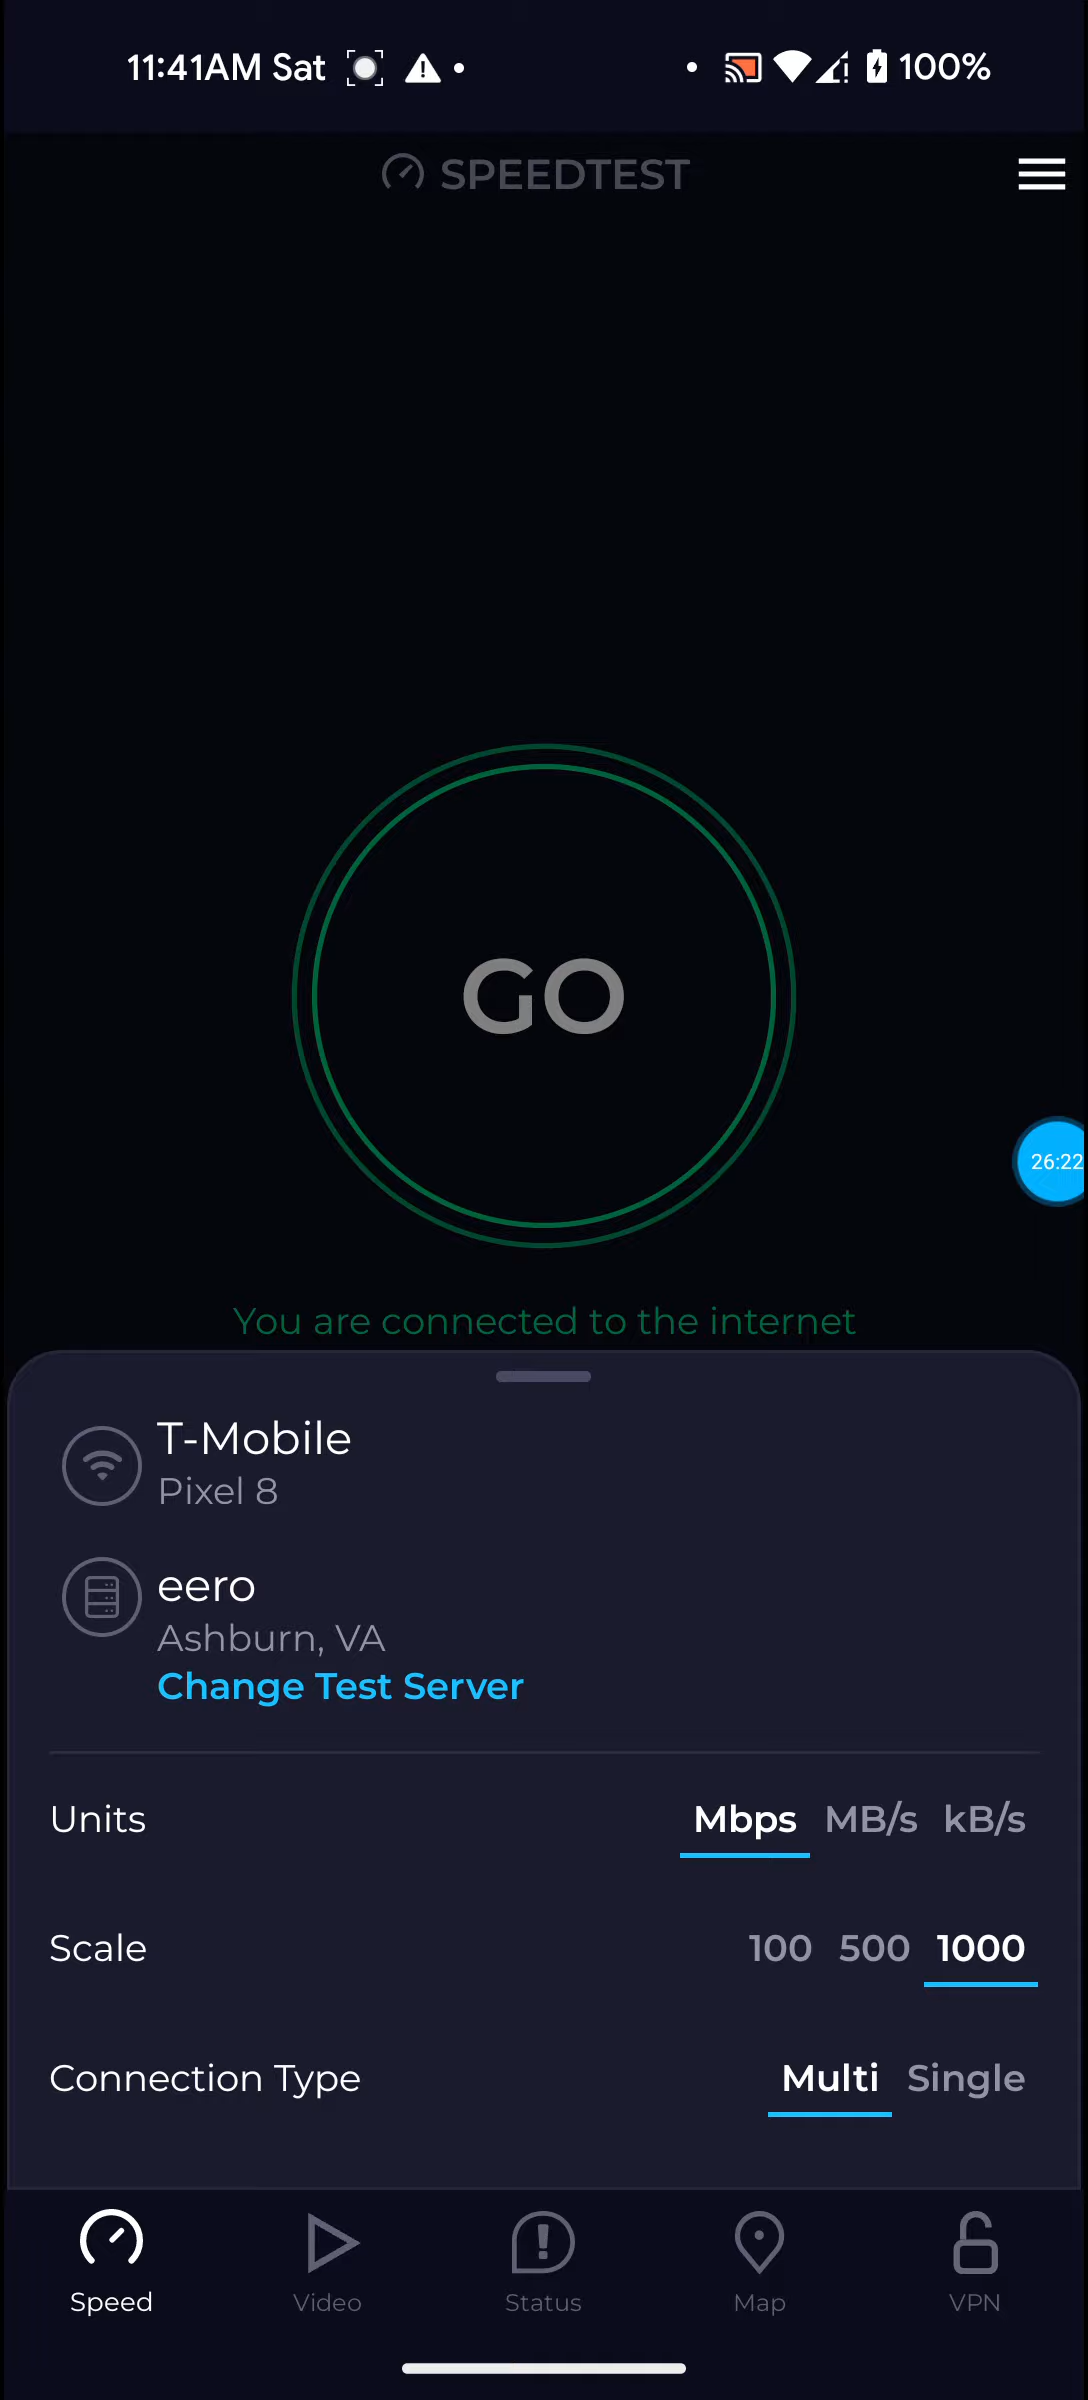 11:41AM Sat
100%
SPEEDTEST
GO
26:22
You are connected to the internet
T-Mobile
Pixel 8
eero
Ashburn, VA
Change Test Server
Units Mbps MB/s kB/s
Scale 100 500 1000
Connection Type Multi Single
Speed Video Status Map VPN